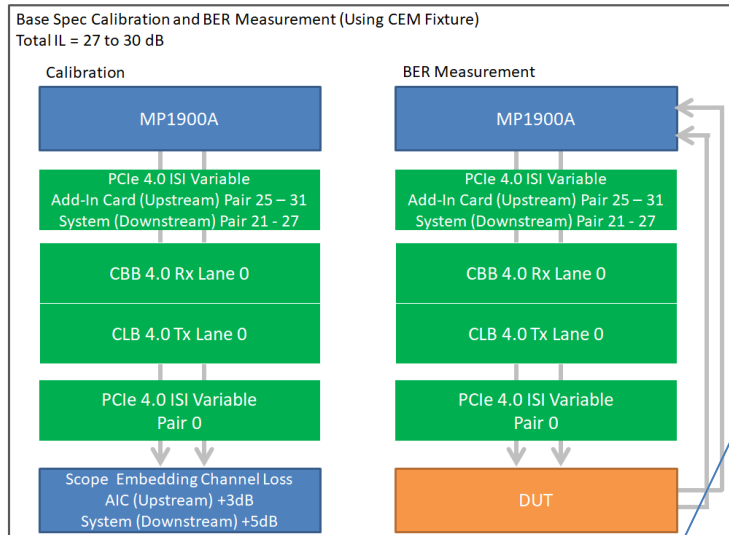 Base Spec Calibration and BER Measurement (Using CEM Fixture)
Total IL = 27 to 30 dB
Calibration
MP1900A
PCIe 4.0 ISI Variable
Add-In Card (Upstream) Pair 25 – 31
System (Downstream) Pair 21 - 27
CBB 4.0 Rx Lane 0
CLB 4.0 Tx Lane 0
PCIe 4.0 ISI Variable
Pair 0
Scope Embedding Channel Loss
AIC (Upstream) +3dB
System (Downstream) +5dB
BER Measurement
MP1900A
PCIe 4.0 ISI Variable
Add-In Card (Upstream) Pair 25 – 31
System (Downstream) Pair 21 - 27
CBB 4.0 Rx Lane 0
CLB 4.0 Tx Lane 0
PCIe 4.0 ISI Variable
Pair 0
DUT